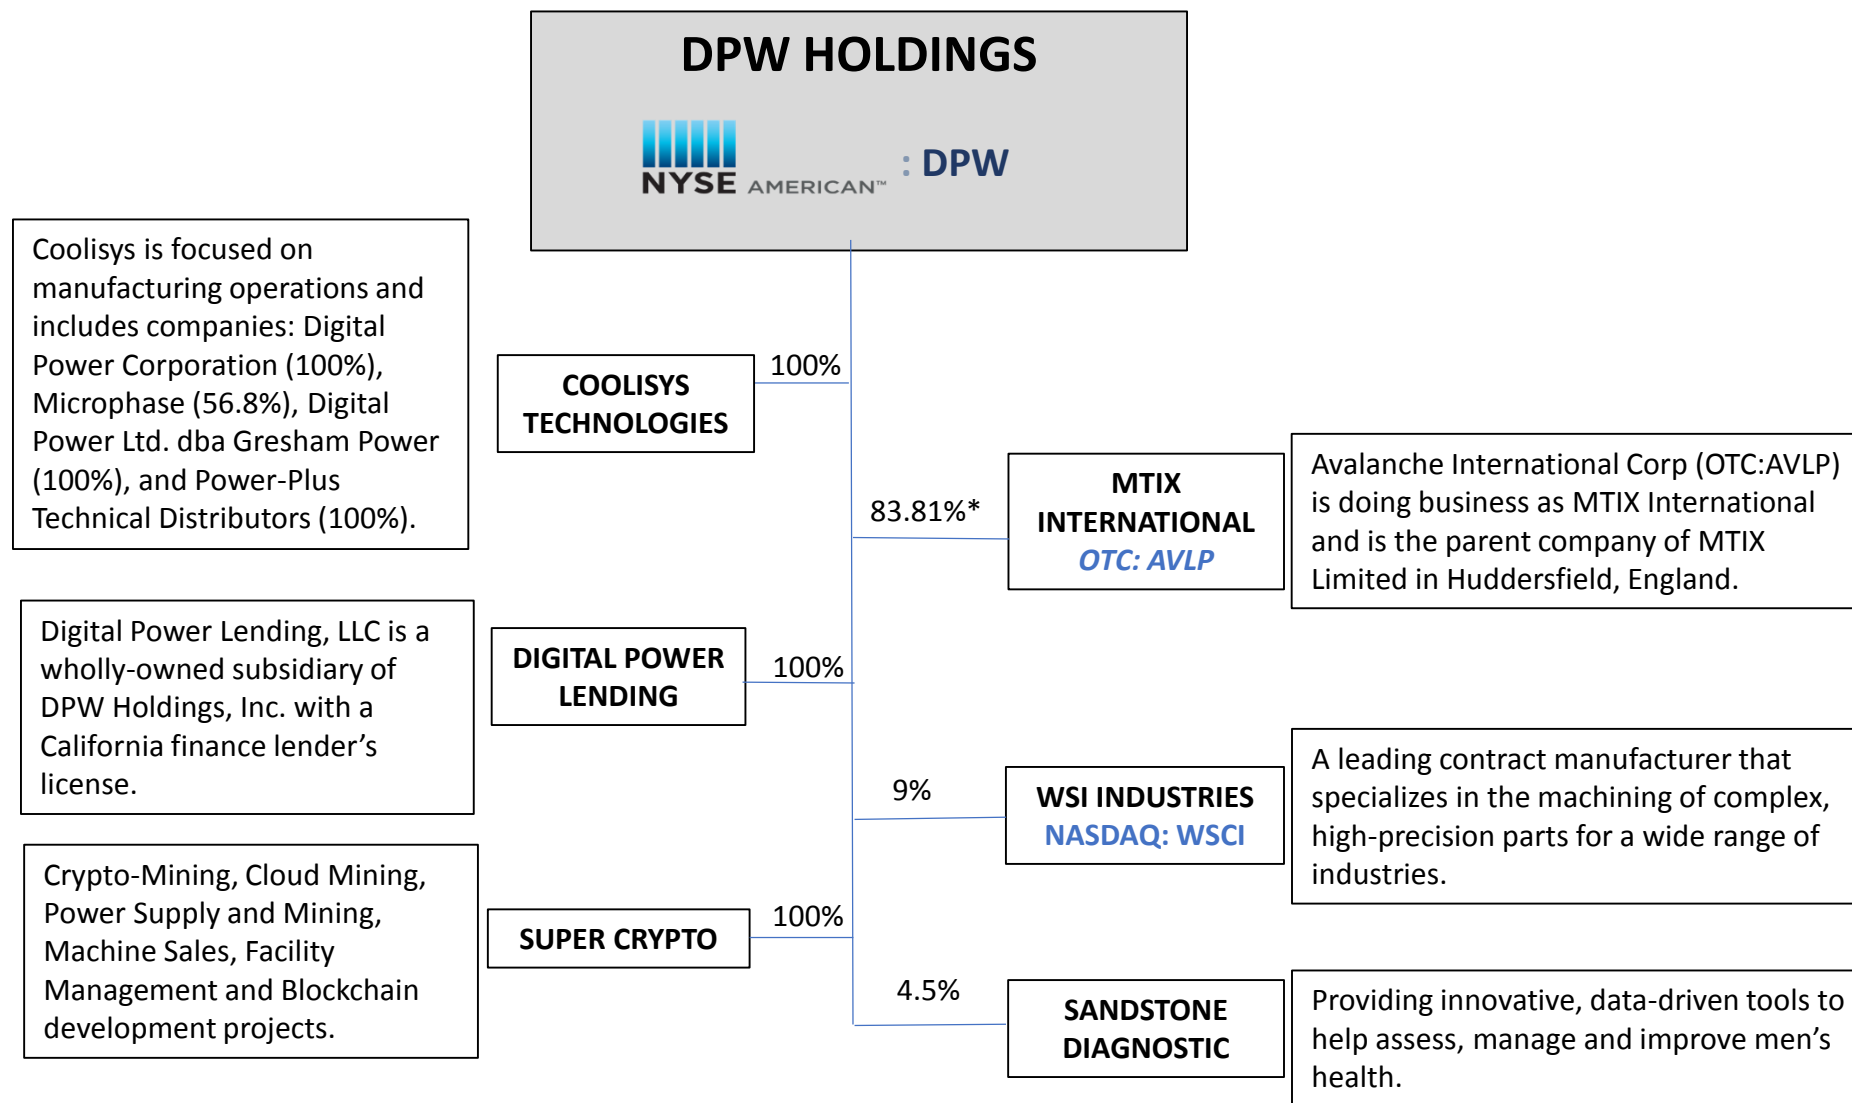 DPW HOLDINGS
NYSE AMERICAN™ : DPW
Coolisys is focused on
manufacturing operations and
includes companies: Digital
Power Corporation (100%),
Microphase (56.8%), Digital
Power Ltd. dba Gresham Power
(100%), and Power-Plus
Technical Distributors (100%).
COOLISYS
TECHNOLOGIES
100%
83.81%*
MTIX
INTERNATIONAL
OTC: AVLP
Avalanche International Corp (OTC:AVLP)
is doing business as MTIX International
and is the parent company of MTIX
Limited in Huddersfield, England.
Digital Power Lending, LLC is a
wholly-owned subsidiary of
DPW Holdings, Inc. with a
California finance lender’s
license.
DIGITAL POWER
LENDING
100%
9%
WSI INDUSTRIES
NASDAQ: WSCI
A leading contract manufacturer that
specializes in the machining of complex,
high-precision parts for a wide range of
industries.
Crypto-Mining, Cloud Mining,
Power Supply and Mining,
Machine Sales, Facility
Management and Blockchain
development projects.
SUPER CRYPTO
100%
4.5%
SANDSTONE
DIAGNOSTIC
Providing innovative, data-driven tools to
help assess, manage and improve men’s
health.